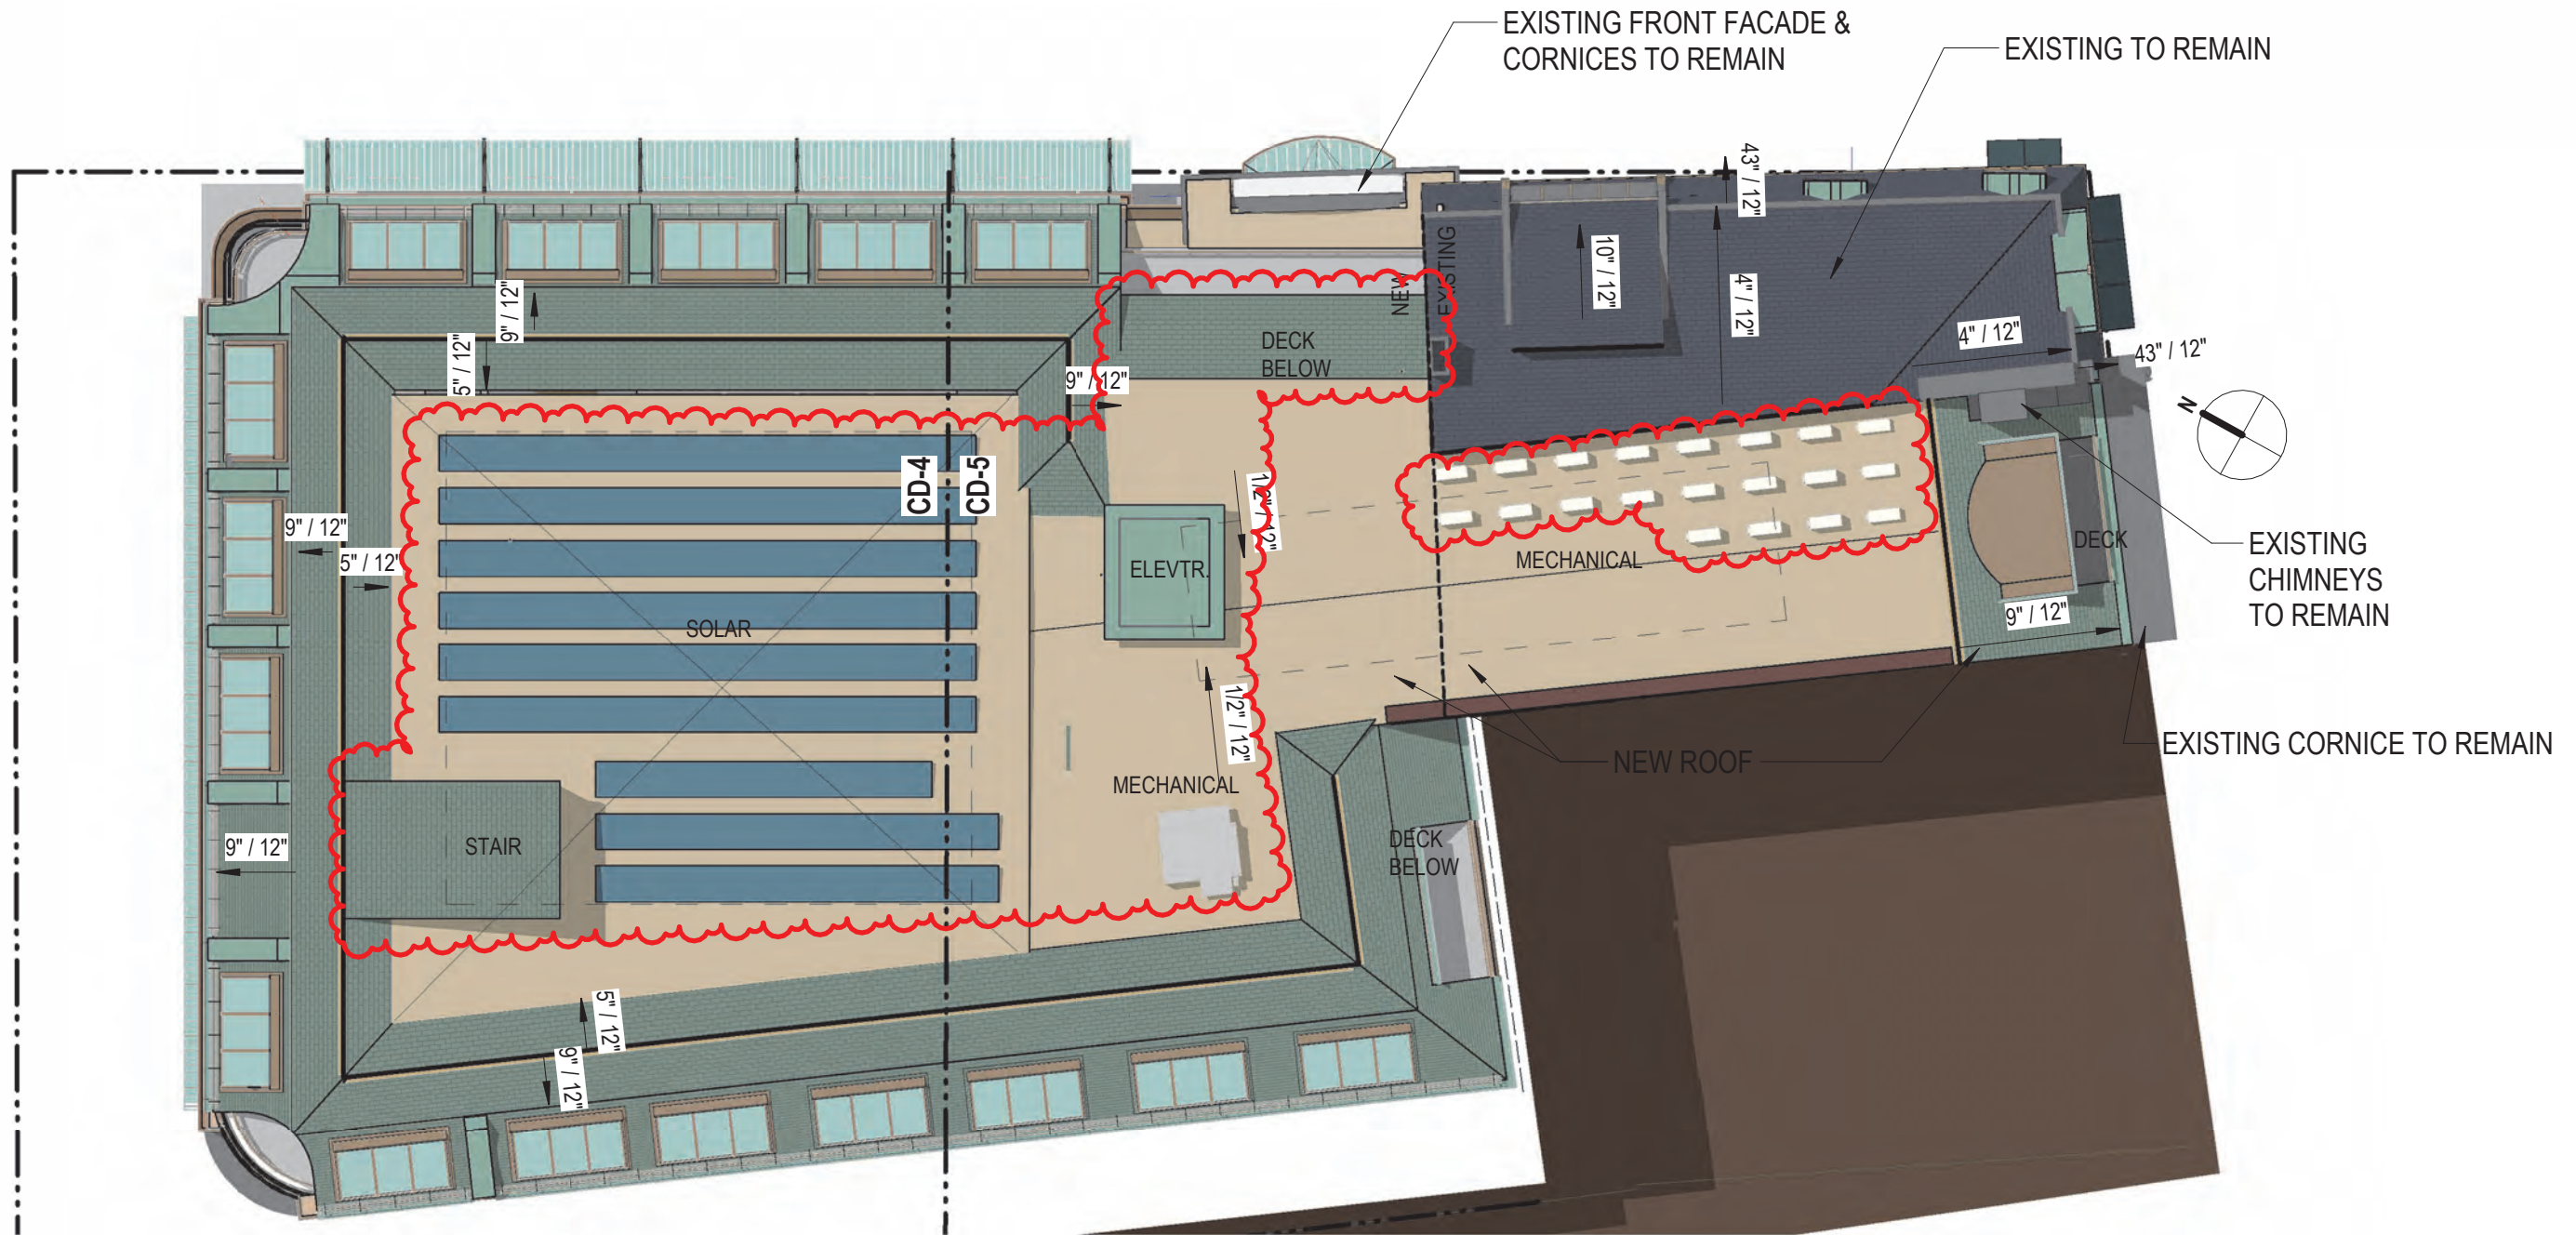 EXISTING FRONT FACADE &
CORNICES TO REMAIN
EXISTING TO REMAIN
43" / 12"
10" / 12"
4" / 12"
EXISTING
NEW
4" / 12"
43" / 12"
N
9" / 12"
5" / 12"
DECK
BELOW
9" / 12"
CD-4
CD-5
1/2" / 12"
9" / 12"
5" / 12"
ELEVTR.
MECHANICAL
DECK
EXISTING
CHIMNEYS
TO REMAIN
SOLAR
9" / 12"
1/2" / 12"
EXISTING CORNICE TO REMAIN
NEW ROOF
MECHANICAL
STAIR
9" / 12"
DECK
BELOW
5" / 12"
9" / 12"